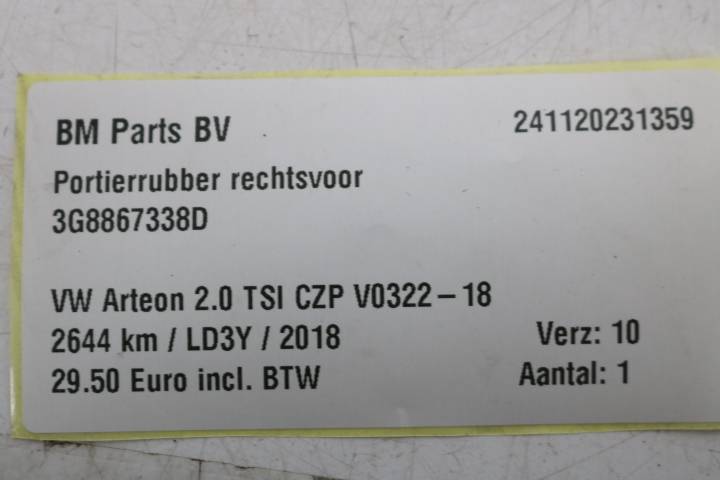 BM Parts BV 241120231359
Portierrubber rechtsvoor
3G8867338D
VW Arteon 2.0 TSI CZP V0322-18
2644 km / LD3Y / 2018 Verz: 10
29.50 Euro incl. BTW Aantal: 1